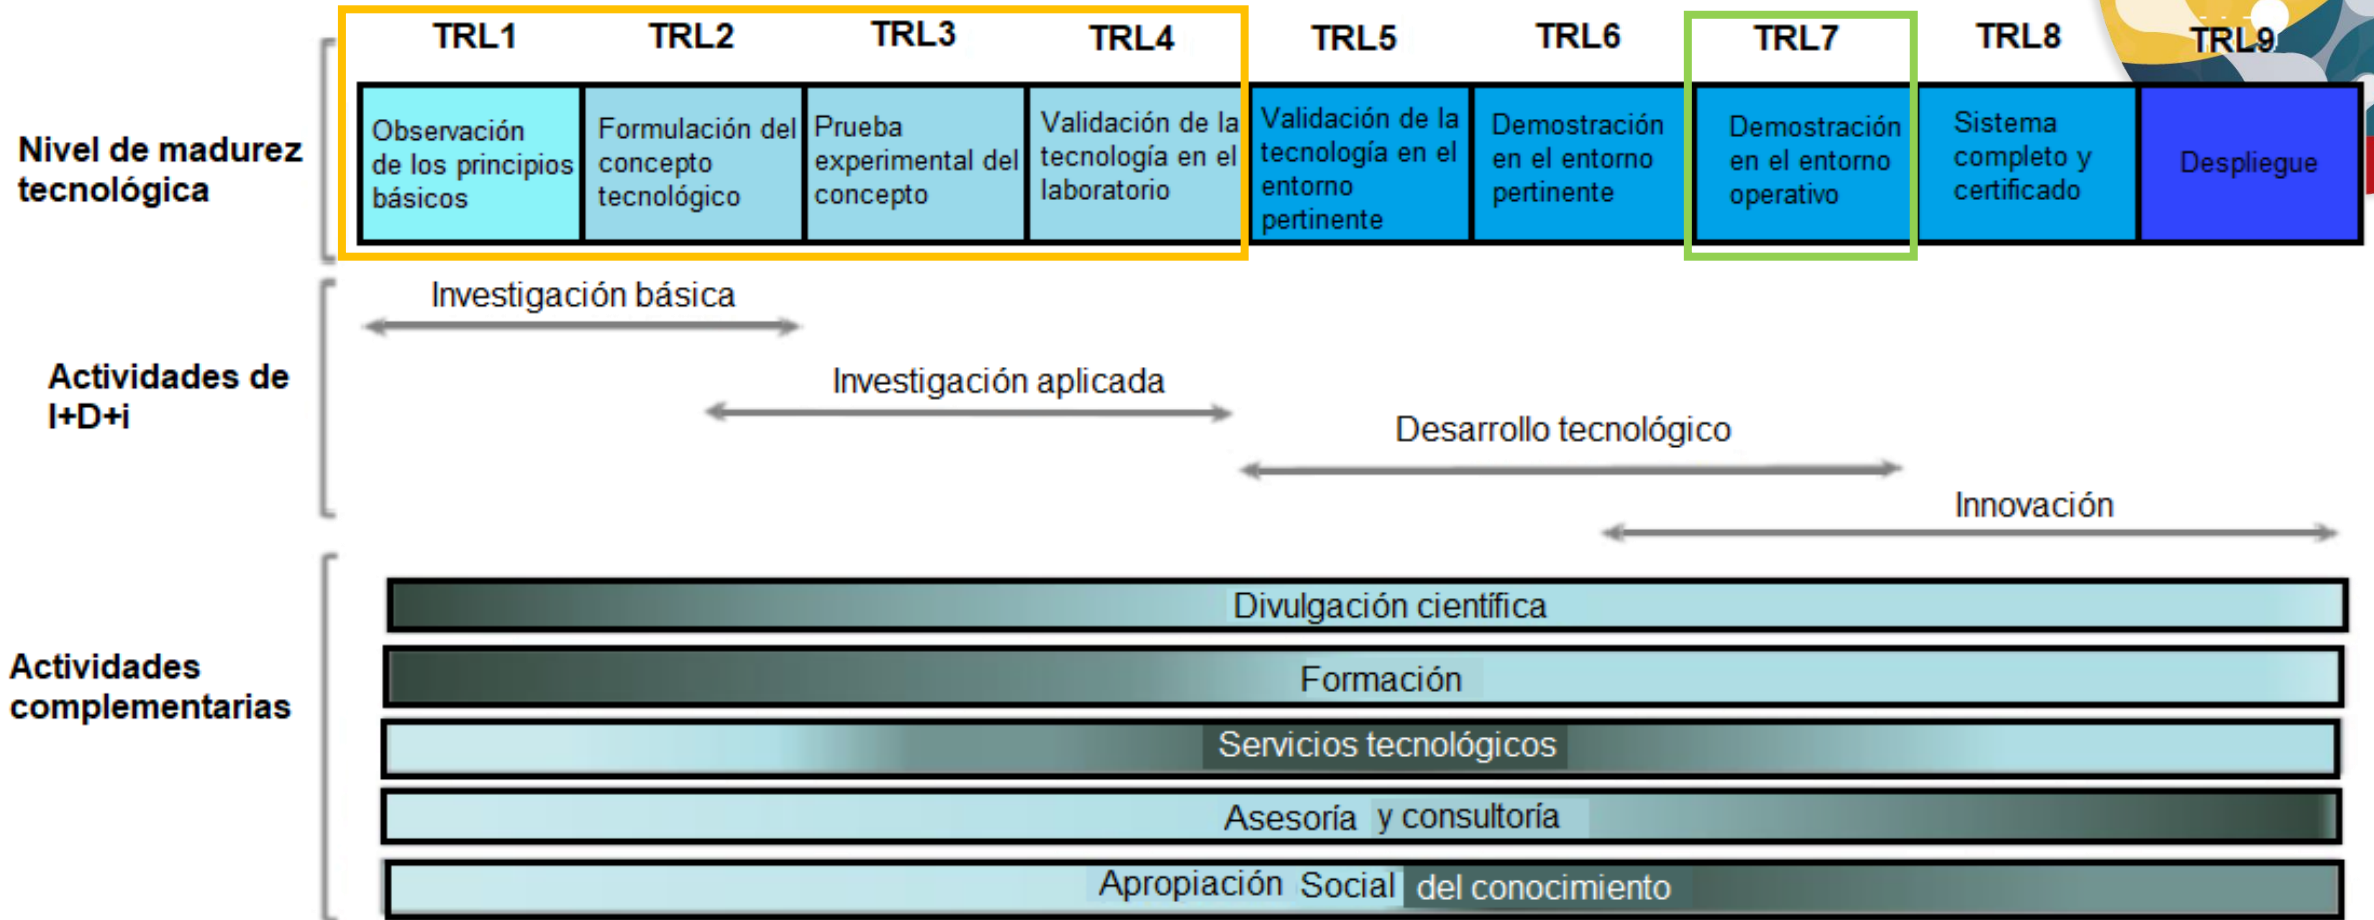 TRL1
TRL2
TRL3
TRL4
TRL5
TRL6
TRL7
TRL8
TRL9
Nivel de madurez
tecnológica
Observación
de los principios
básicos
Formulación del
concepto
tecnológico
Prueba
experimental del
concepto
Validación de la
tecnología en el
laboratorio
Validación de la
tecnología en el
entorno
pertinente
Demostración
en el entorno
pertinente
Demostración
en el entorno
operativo
Sistema
completo y
certificado
Despliegue
Actividades de
I+D+i
Investigación básica
Investigación aplicada
Desarrollo tecnológico
Innovación
Actividades
complementarias
Divulgación científica
Formación
Servicios tecnológicos
Asesoría y consultoría
Apropiación Social del conocimiento